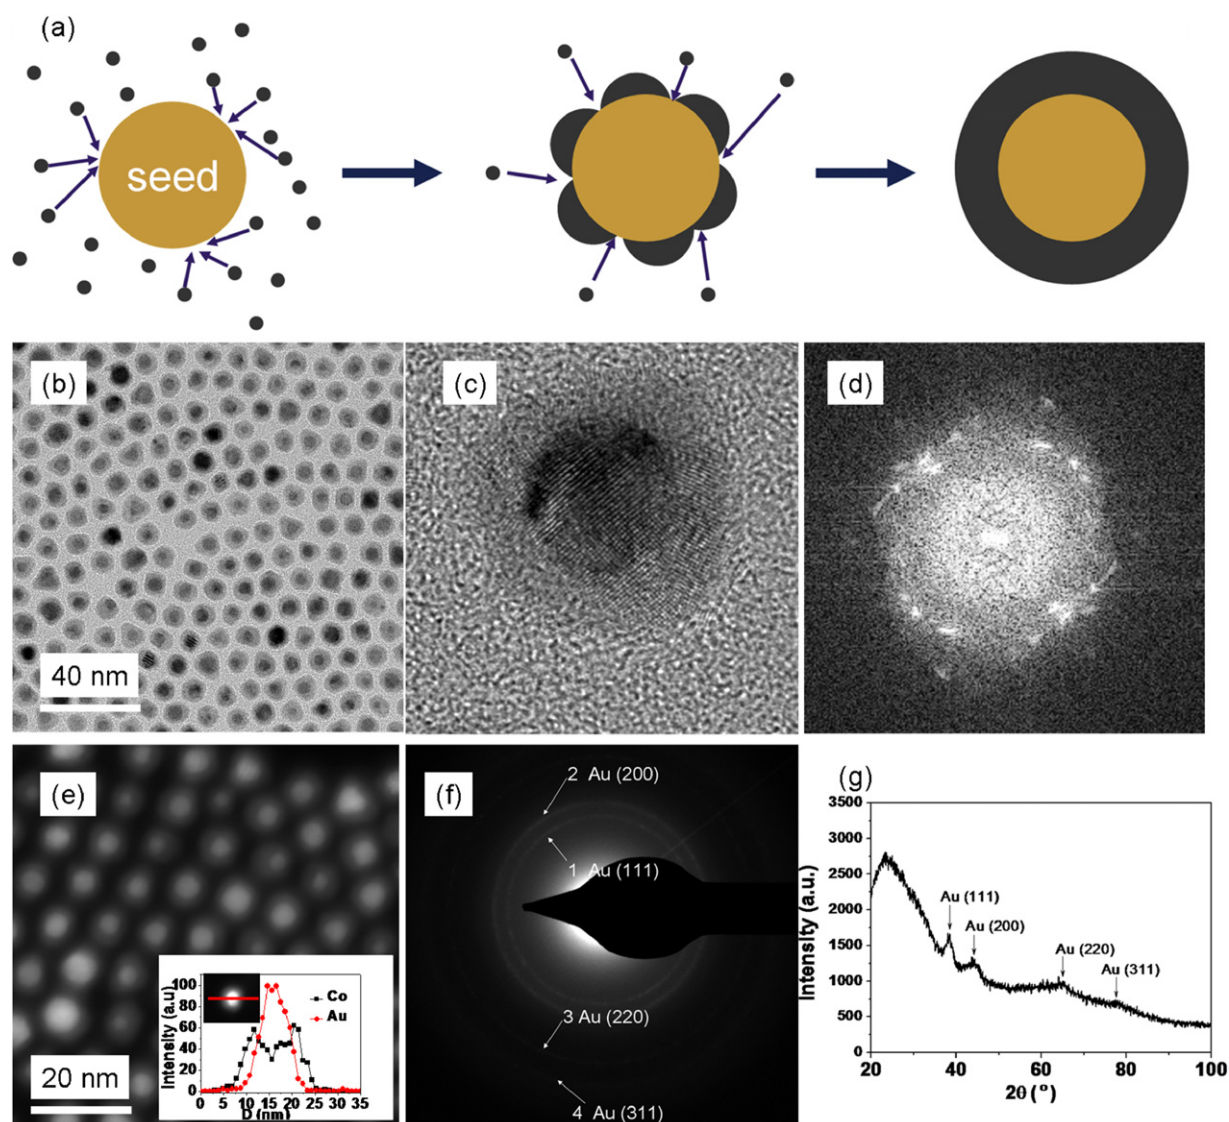 (a)
seed
(b)
40 nm
(c)
(d)
(e)
20 nm
Intensity (a.u)
100
80
60
40
20
0
Co
Au
0 5 10 15 20 25 30 35
D (nm)
(f)
2 Au (200)
1 Au (111)
3 Au (220)
4 Au (311)
(g)
Intensity (a.u.)
3500
3000
2500
2000
1500
1000
500
0
Au (111)
Au (200)
Au (220)
Au (311)
20 40 60 80 100
2θ (°)